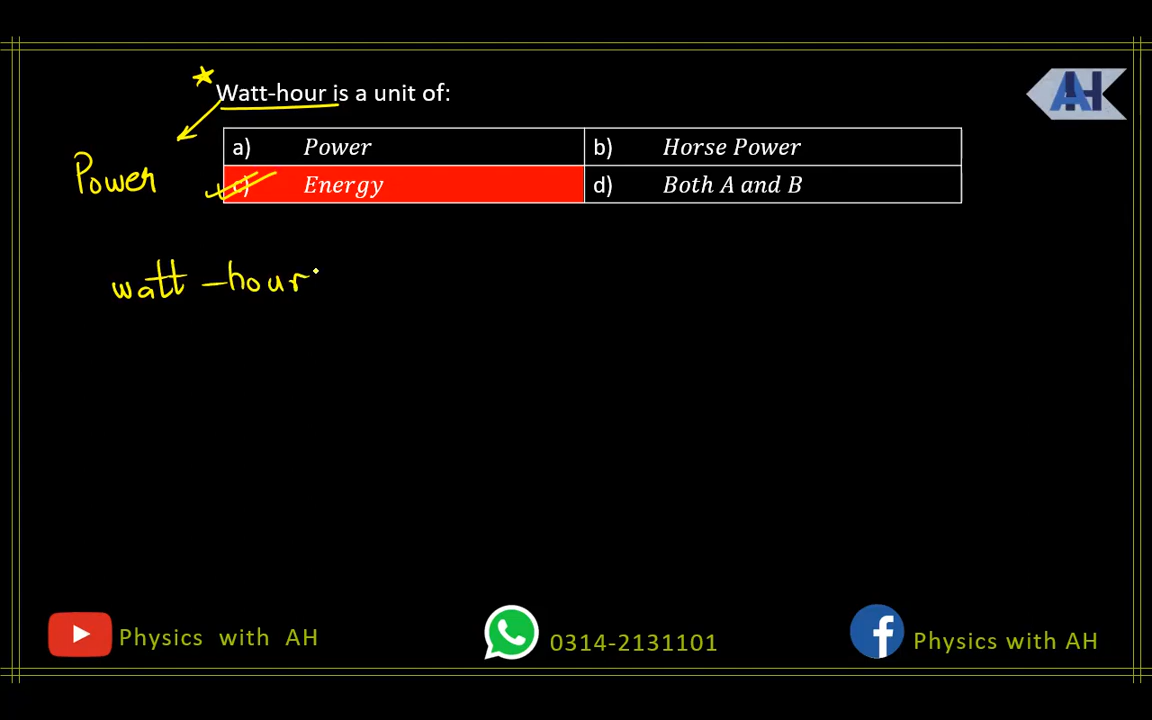 Watt-hour is a unit of:
AH
a) Power b) Horse Power
Power
c) Energy d) Both A and B
watt - hour
Physics with AH
0314-2131101
Physics with AH